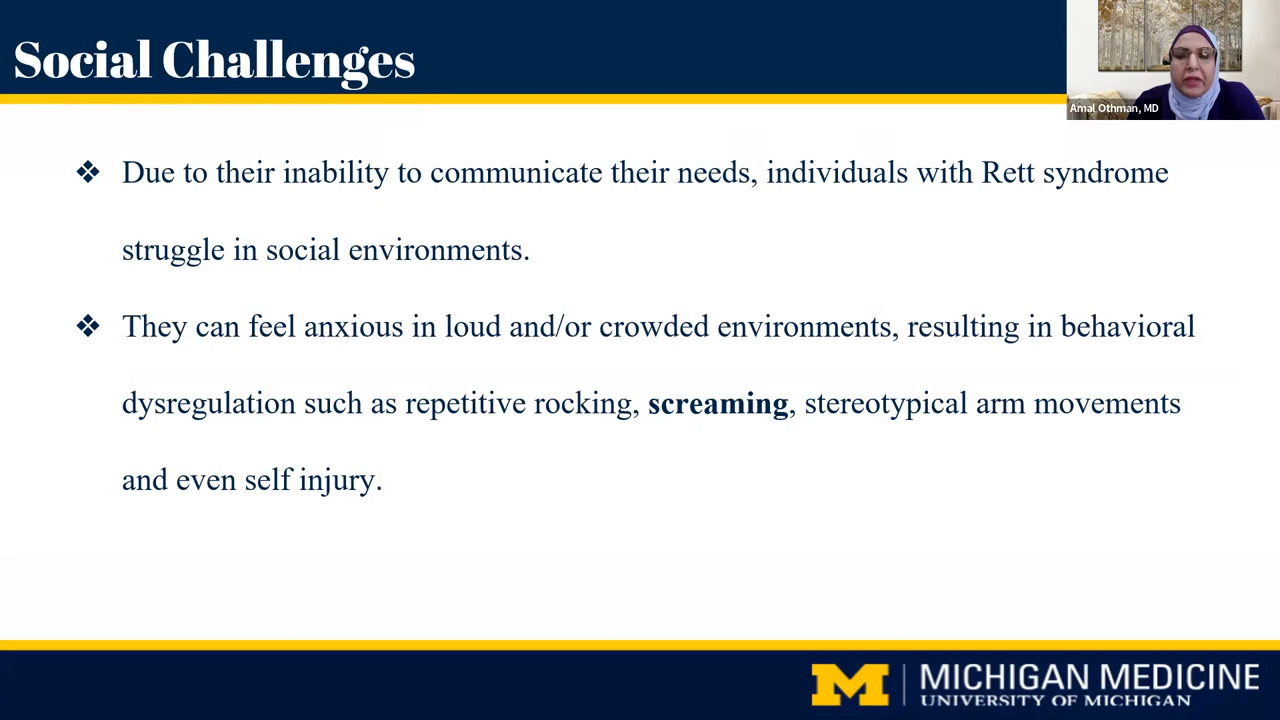 Social Challenges
Amal Othman, MD
❖ Due to their inability to communicate their needs, individuals with Rett syndrome
struggle in social environments.
❖ They can feel anxious in loud and/or crowded environments, resulting in behavioral
dysregulation such as repetitive rocking, screaming, stereotypical arm movements
and even self injury.
M | MICHIGAN MEDICINE
UNIVERSITY OF MICHIGAN